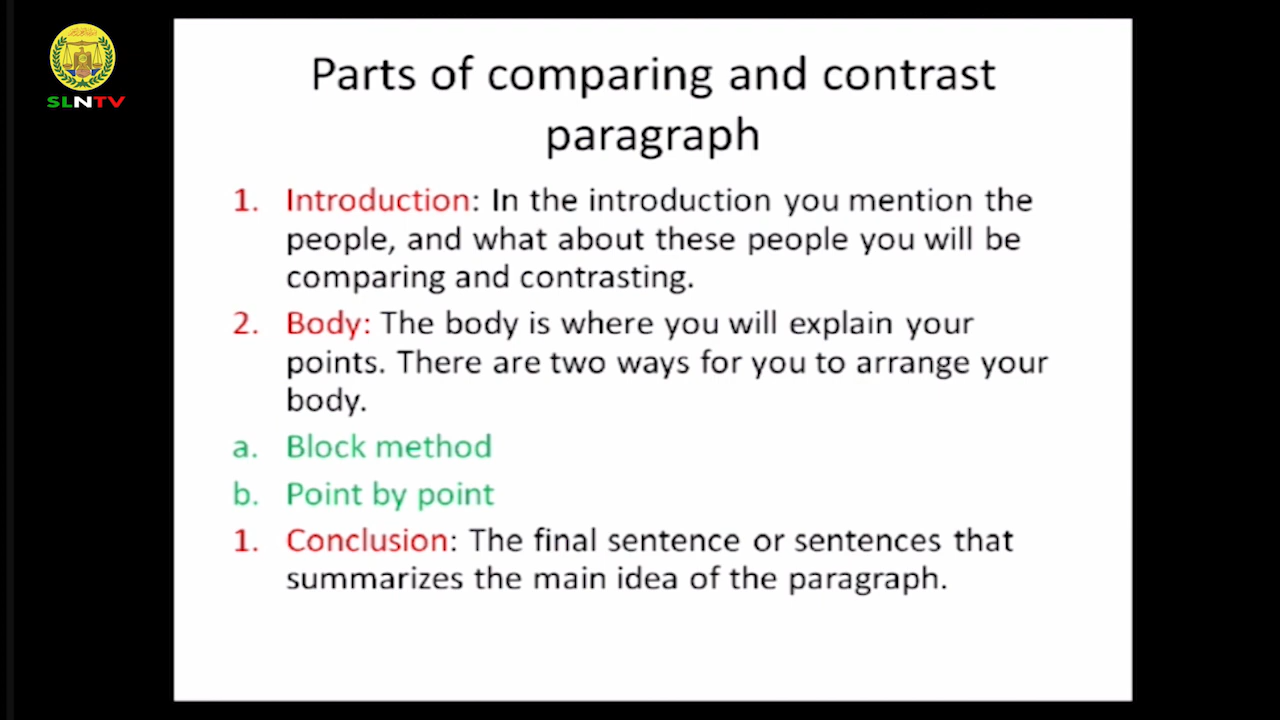 SLNTV
Parts of comparing and contrast
paragraph
1. Introduction: In the introduction you mention the
people, and what about these people you will be
comparing and contrasting.
2. Body: The body is where you will explain your
points. There are two ways for you to arrange your
body.
a. Block method
b. Point by point
1. Conclusion: The final sentence or sentences that
summarizes the main idea of the paragraph.